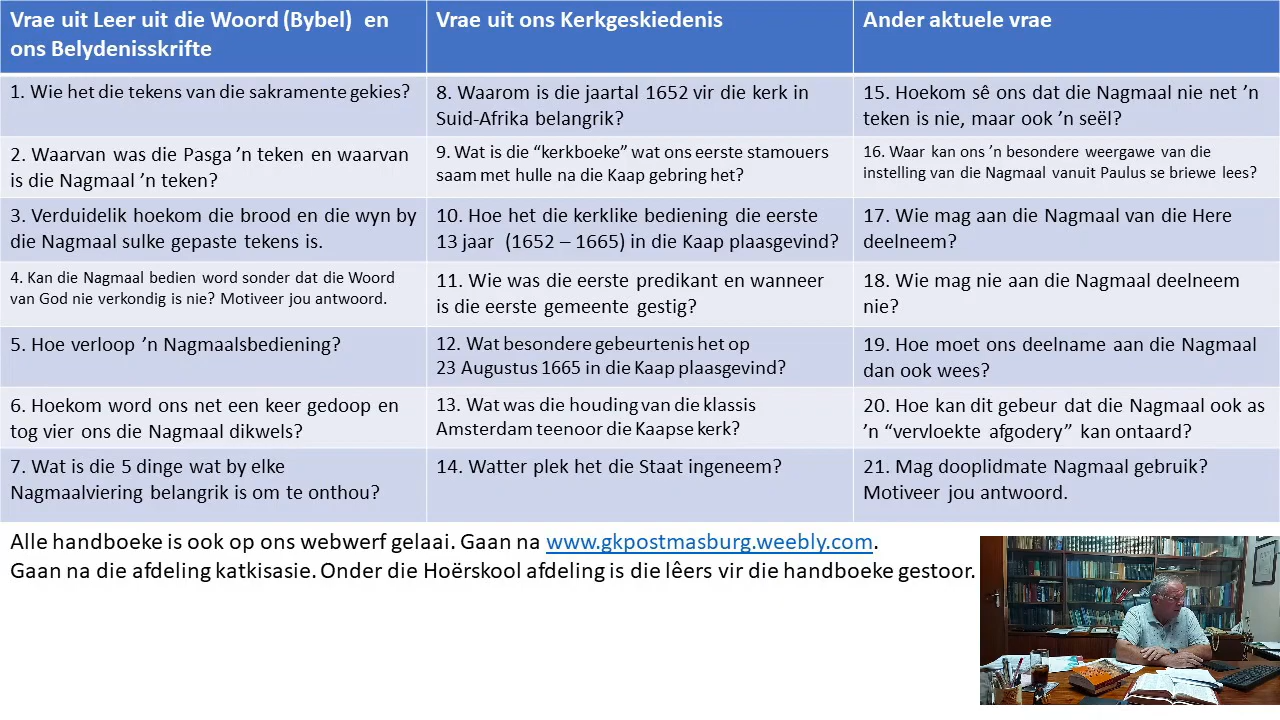 Vrae uit Leer uit die Woord (Bybel) en
ons Belydenisskrifte
Vrae uit ons Kerkgeskiedenis
Ander aktuele vrae
1. Wie het die tekens van die sakramente gekies?
8. Waarom is die jaartal 1652 vir die kerk in
Suid-Afrika belangrik?
15. Hoekom sê ons dat die Nagmaal nie net ’n
teken is nie, maar ook ’n seël?
2. Waarvan was die Pasga ’n teken en waarvan
is die Nagmaal ’n teken?
9. Wat is die “kerkboeke” wat ons eerste stamouers
saam met hulle na die Kaap gebring het?
16. Waar kan ons ’n besondere weergawe van die
instelling van die Nagmaal vanuit Paulus se briewe lees?
3. Verduidelik hoekom die brood en die wyn by
die Nagmaal sulke gepaste tekens is.
10. Hoe het die kerklike bediening die eerste
13 jaar (1652 – 1665) in die Kaap plaasgevind?
17. Wie mag aan die Nagmaal van die Here
deelneem?
4. Kan die Nagmaal bedien word sonder dat die Woord
van God nie verkondig is nie? Motiveer jou antwoord.
11. Wie was die eerste predikant en wanneer
is die eerste gemeente gestig?
18. Wie mag nie aan die Nagmaal deelneem
nie?
5. Hoe verloop ’n Nagmaalsbediening?
12. Wat besondere gebeurtenis het op
23 Augustus 1665 in die Kaap plaasgevind?
19. Hoe moet ons deelname aan die Nagmaal
dan ook wees?
6. Hoekom word ons net een keer gedoop en
tog vier ons die Nagmaal dikwels?
13. Wat was die houding van die klassis
Amsterdam teenoor die Kaapse kerk?
20. Hoe kan dit gebeur dat die Nagmaal ook as
’n “vervloekte afgodery” kan ontaard?
7. Wat is die 5 dinge wat by elke
Nagmaalviering belangrik is om te onthou?
14. Watter plek het die Staat ingeneem?
21. Mag dooplidmate Nagmaal gebruik?
Motiveer jou antwoord.
Alle handboeke is ook op ons webwerf gelaai. Gaan na www.gkpostmasburg.weebly.com.
Gaan na die afdeling katkisasie. Onder die Hoërskool afdeling is die lêers vir die handboeke gestoor.